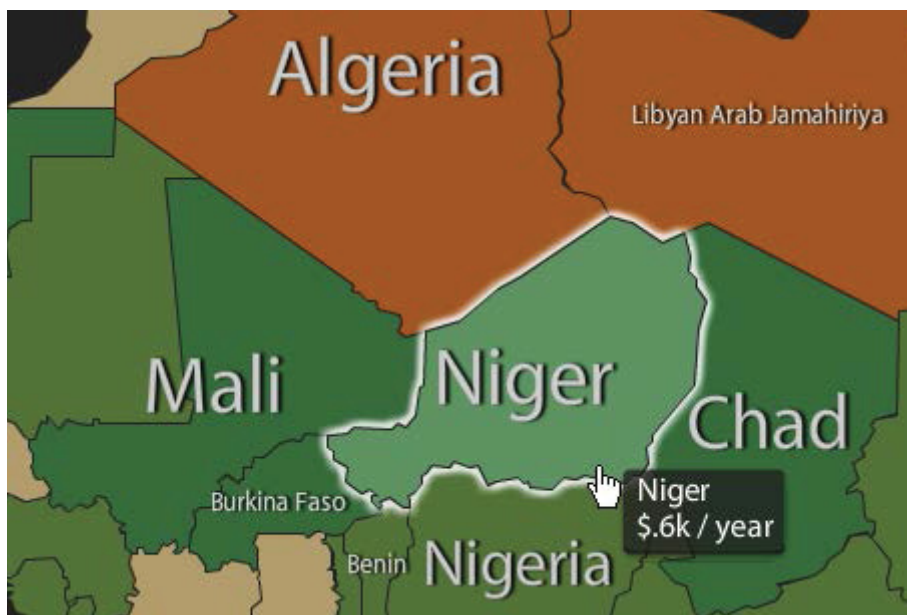 Algeria
Libyan Arab Jamahiriya
Mali
Niger
Chad
Burkina Faso
Niger
$.6k / year
Benin
Nigeria